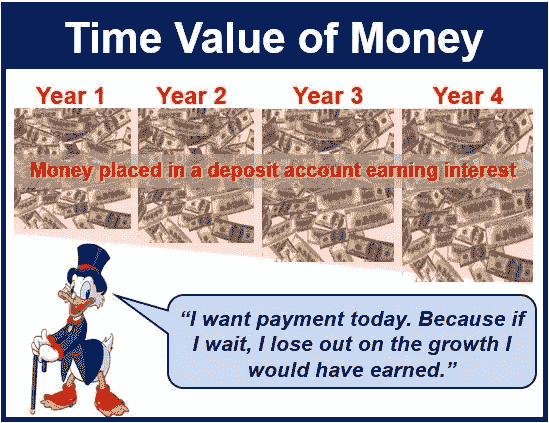 Time Value of Money
Year 1 Year 2 Year 3 Year 4
Money placed in a deposit account earning interest
“I want payment today. Because if
I wait, I lose out on the growth I
would have earned.”